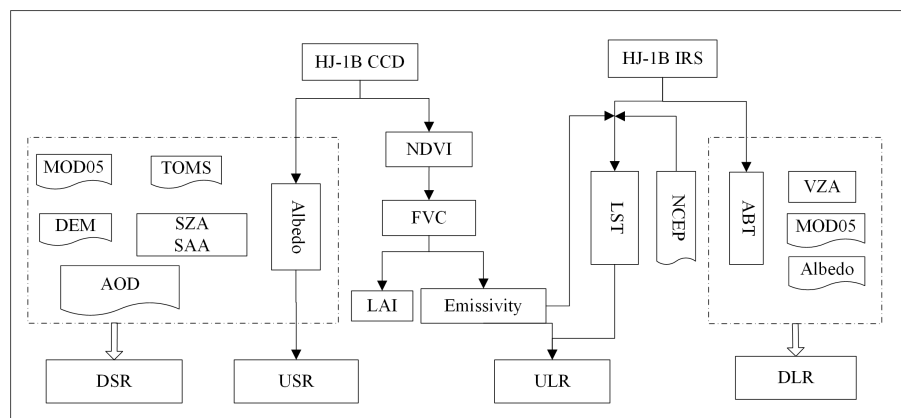 HJ-1B CCD
HJ-1B IRS
MOD05
TOMS
NDVI
DEM
SZA
SAA
Albedo
FVC
LST
NCEP
ABT
VZA
MOD05
Albedo
AOD
LAI
Emissivity
DSR
USR
ULR
DLR